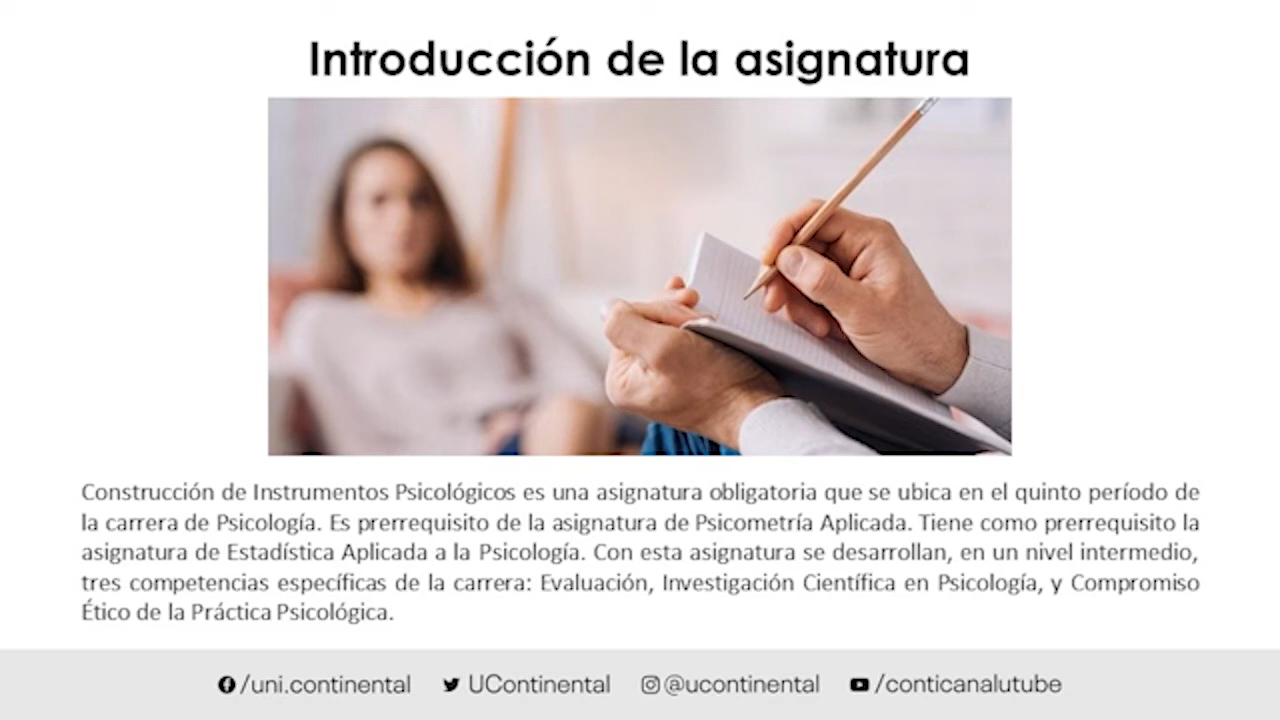 Introducción de la asignatura
Construcción de Instrumentos Psicológicos es una asignatura obligatoria que se ubica en el quinto período de
la carrera de Psicología. Es prerrequisito de la asignatura de Psicometría Aplicada. Tiene como prerrequisito la
asignatura de Estadística Aplicada a la Psicología. Con esta asignatura se desarrollan, en un nivel intermedio,
tres competencias específicas de la carrera: Evaluación, Investigación Científica en Psicología, y Compromiso
Ético de la Práctica Psicológica.
/uni.continental UContinental @ucontinental /conticanalutube